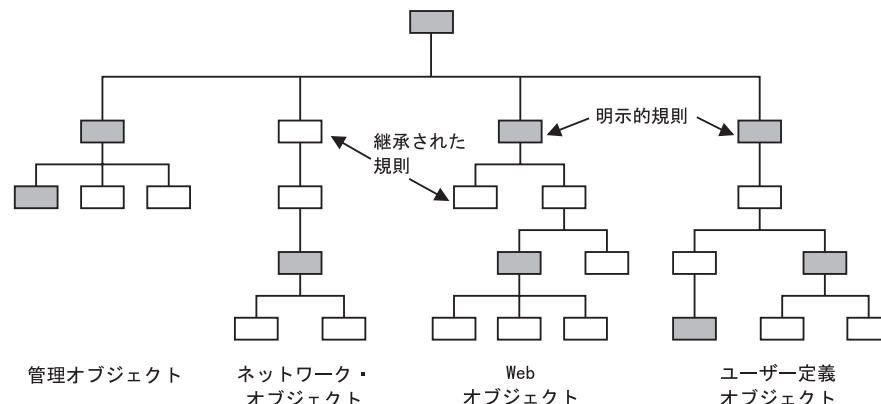 継承された
規則
明示的規則
管理オブジェクト
ネットワーク・
オブジェクト
Web
オブジェクト
ユーザー定義
オブジェクト